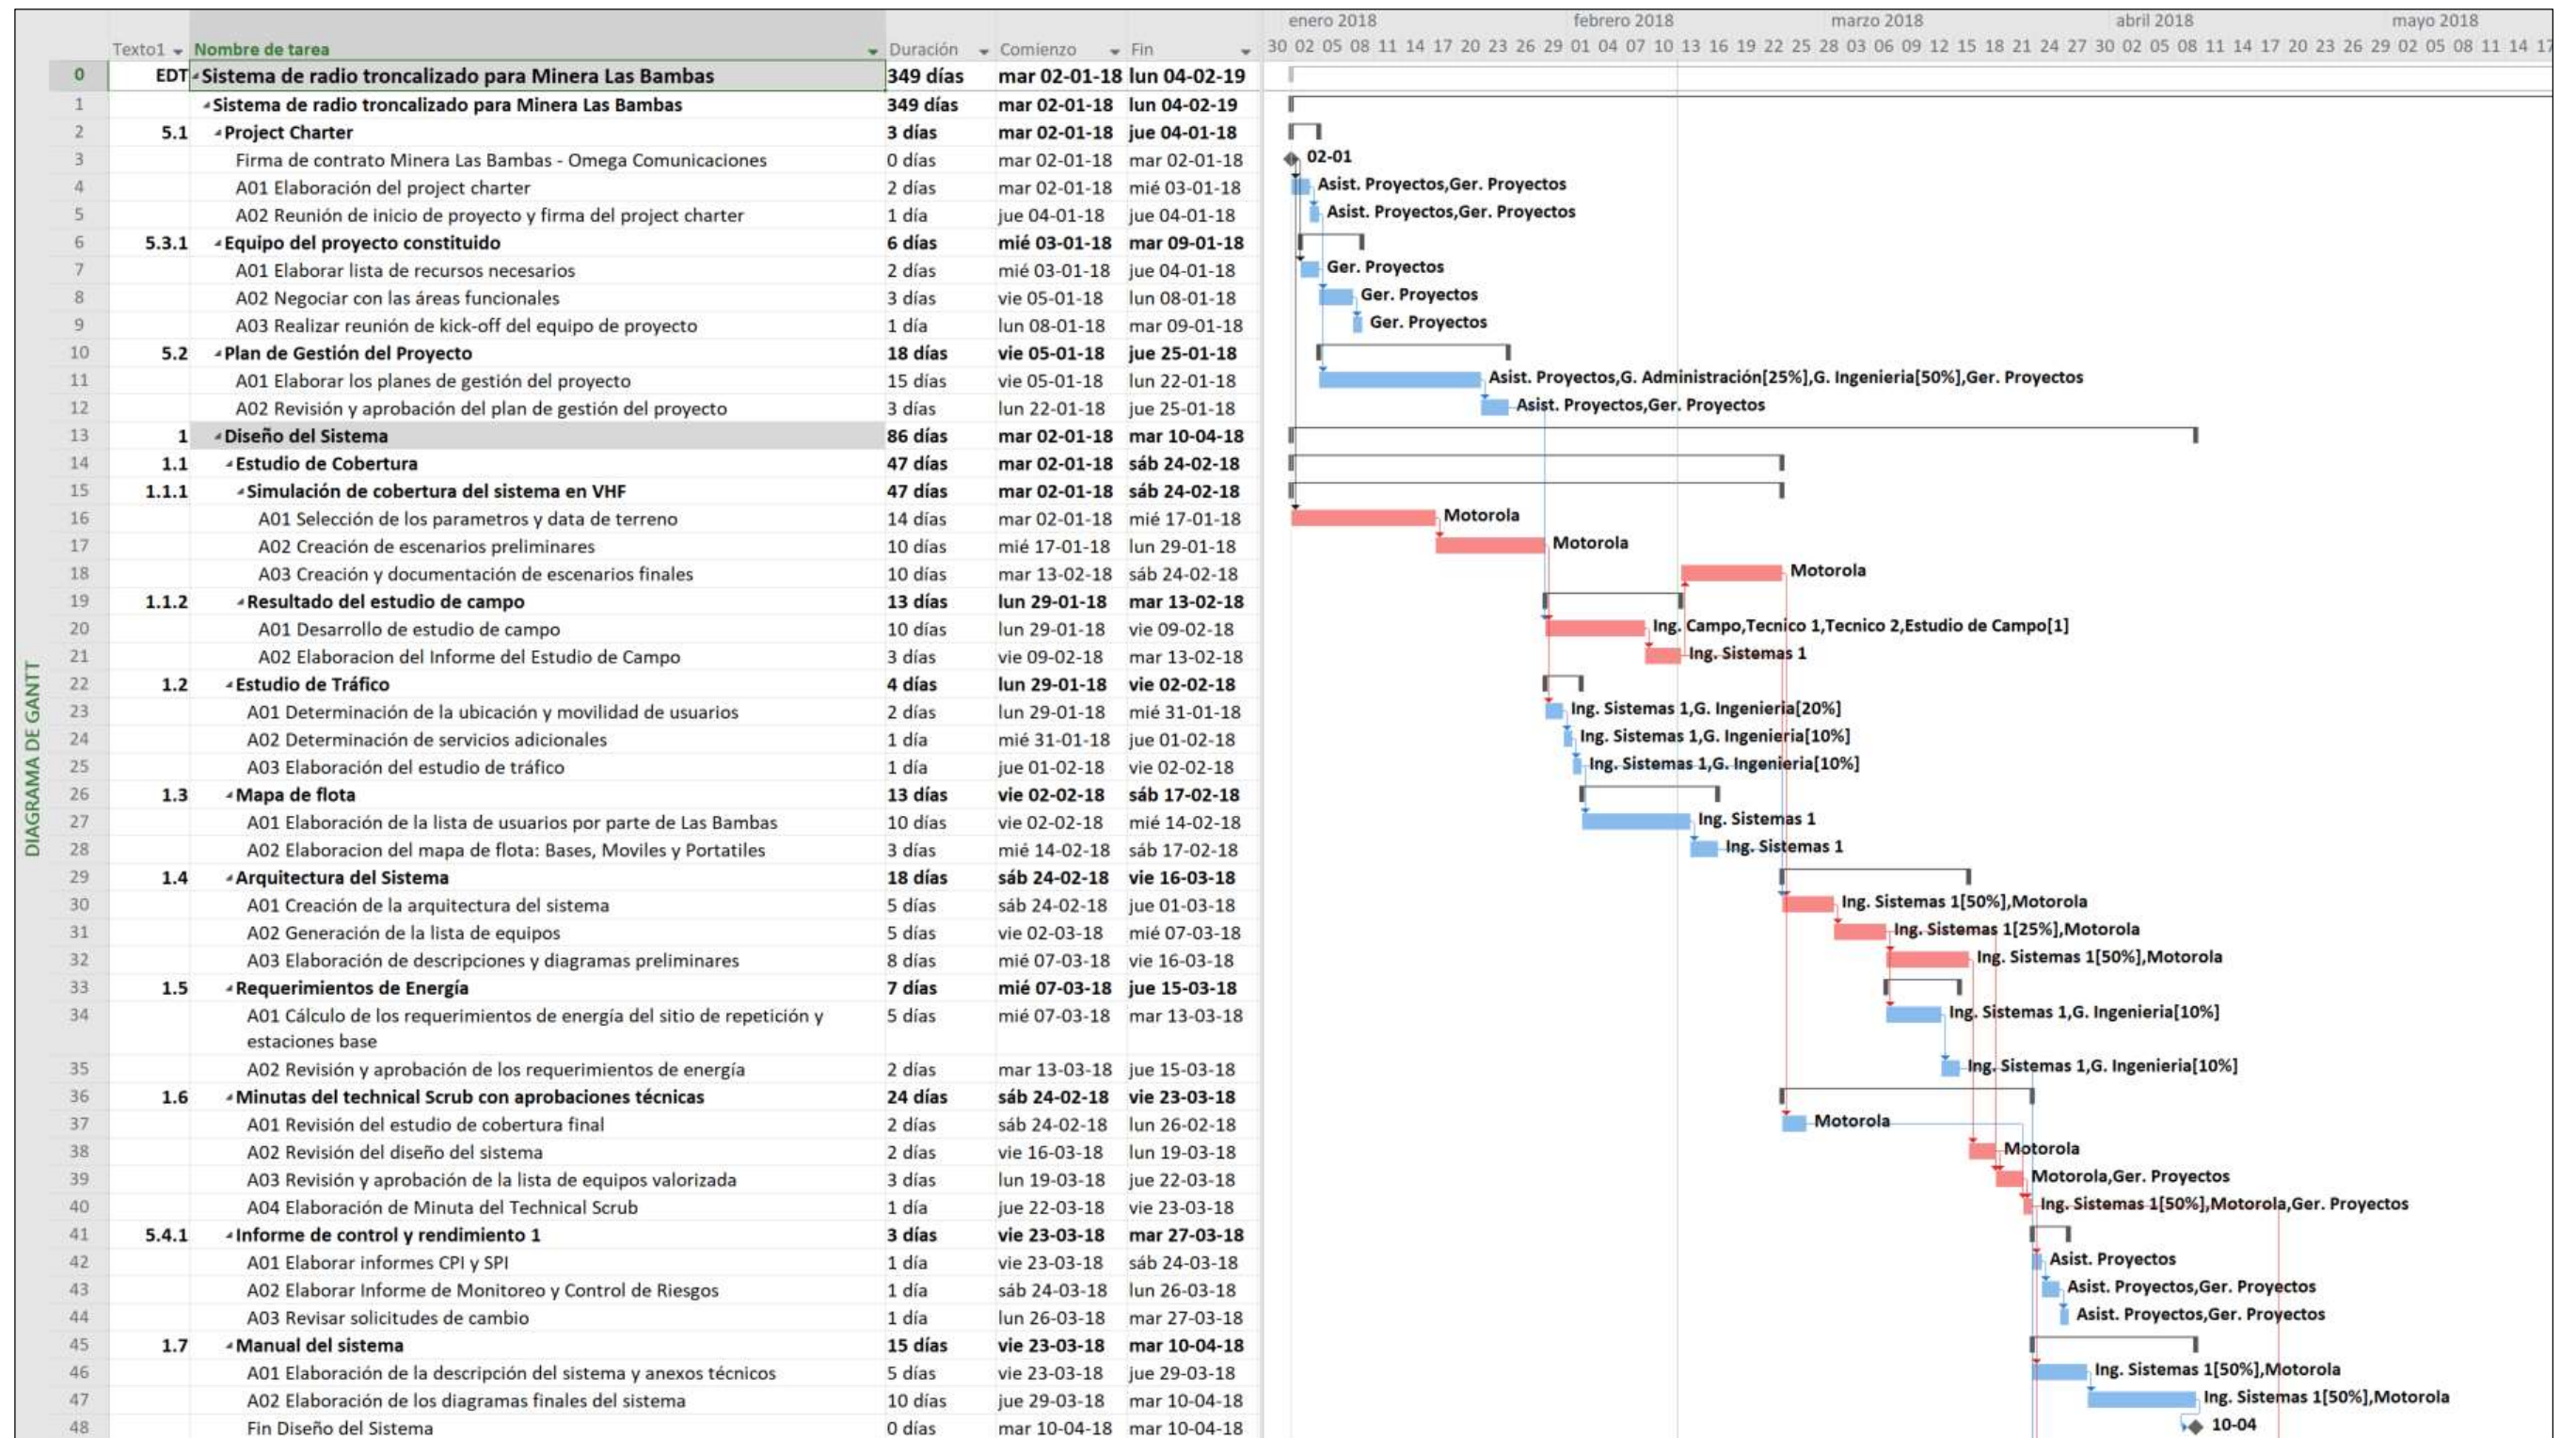 enero 2018 febrero 2018 marzo 2018 abril 2018 mayo 2018
Texto1 Nombre de tarea Duración Comienzo Fin 30 02 05 08 11 14 17 20 23 26 29 01 04 07 10 13 16 19 22 25 28 03 06 09 12 15 18 21 24 27 30 02 05 08 11 14 17 20 23 26 29 02 05 08 11 14 17
0 EDT Sistema de radio troncalizado para Minera Las Bambas 349 días mar 02-01-18 lun 04-02-19
1 Sistema de radio troncalizado para Minera Las Bambas 349 días mar 02-01-18 lun 04-02-19
2 5.1 Project Charter 3 días mar 02-01-18 jue 04-01-18
3 Firma de contrato Minera Las Bambas - Omega Comunicaciones 0 días mar 02-01-18 mar 02-01-18 02-01
4 A01 Elaboración del project charter 2 días mar 02-01-18 mié 03-01-18 Asist. Proyectos,Ger. Proyectos
5 A02 Reunión de inicio de proyecto y firma del project charter 1 día jue 04-01-18 jue 04-01-18 Asist. Proyectos,Ger. Proyectos
6 5.3.1 Equipo del proyecto constituido 6 días mié 03-01-18 mar 09-01-18
7 A01 Elaborar lista de recursos necesarios 2 días mié 03-01-18 jue 04-01-18 Ger. Proyectos
8 A02 Negociar con las áreas funcionales 3 días vie 05-01-18 lun 08-01-18 Ger. Proyectos
9 A03 Realizar reunión de kick-off del equipo de proyecto 1 día lun 08-01-18 mar 09-01-18 Ger. Proyectos
10 5.2 Plan de Gestión del Proyecto 18 días vie 05-01-18 jue 25-01-18
11 A01 Elaborar los planes de gestión del proyecto 15 días vie 05-01-18 lun 22-01-18 Asist. Proyectos,G. Administración[25%],G. Ingenieria[50%],Ger. Proyectos
12 A02 Revisión y aprobación del plan de gestión del proyecto 3 días lun 22-01-18 jue 25-01-18 Asist. Proyectos,Ger. Proyectos
13 1 Diseño del Sistema 86 días mar 02-01-18 mar 10-04-18
14 1.1 Estudio de Cobertura 47 días mar 02-01-18 sáb 24-02-18
15 1.1.1 Simulación de cobertura del sistema en VHF 47 días mar 02-01-18 sáb 24-02-18
16 A01 Selección de los parametros y data de terreno 14 días mar 02-01-18 mié 17-01-18 Motorola
17 A02 Creación de escenarios preliminares 10 días mié 17-01-18 lun 29-01-18 Motorola
18 A03 Creación y documentación de escenarios finales 10 días mar 13-02-18 sáb 24-02-18 Motorola
19 1.1.2 Resultado del estudio de campo 13 días lun 29-01-18 mar 13-02-18
20 A01 Desarrollo de estudio de campo 10 días lun 29-01-18 vie 09-02-18 Ing. Campo,Tecnico 1,Tecnico 2,Estudio de Campo[1]
21 A02 Elaboracion del Informe del Estudio de Campo 3 días vie 09-02-18 mar 13-02-18 Ing. Sistemas 1
22 1.2 Estudio de Tráfico 4 días lun 29-01-18 vie 02-02-18
23 A01 Determinación de la ubicación y movilidad de usuarios 2 días lun 29-01-18 mié 31-01-18 Ing. Sistemas 1,G. Ingenieria[20%]
24 A02 Determinación de servicios adicionales 1 día mié 31-01-18 jue 01-02-18 Ing. Sistemas 1,G. Ingenieria[10%]
25 A03 Elaboración del estudio de tráfico 1 día jue 01-02-18 vie 02-02-18 Ing. Sistemas 1,G. Ingenieria[10%]
26 1.3 Mapa de flota 13 días vie 02-02-18 sáb 17-02-18
27 A01 Elaboración de la lista de usuarios por parte de Las Bambas 10 días vie 02-02-18 mié 14-02-18 Ing. Sistemas 1
28 A02 Elaboracion del mapa de flota: Bases, Moviles y Portatiles 3 días mié 14-02-18 sáb 17-02-18 Ing. Sistemas 1
29 1.4 Arquitectura del Sistema 18 días sáb 24-02-18 vie 16-03-18
30 A01 Creación de la arquitectura del sistema 5 días sáb 24-02-18 jue 01-03-18 Ing. Sistemas 1[50%],Motorola
31 A02 Generación de la lista de equipos 5 días vie 02-03-18 mié 07-03-18 Ing. Sistemas 1[25%],Motorola
32 A03 Elaboración de descripciones y diagramas preliminares 8 días mié 07-03-18 vie 16-03-18 Ing. Sistemas 1[50%],Motorola
33 1.5 Requerimientos de Energía 7 días mié 07-03-18 jue 15-03-18
34 A01 Cálculo de los requerimientos de energía del sitio de repetición y 5 días mié 07-03-18 mar 13-03-18 Ing. Sistemas 1,G. Ingenieria[10%]
estaciones base
35 A02 Revisión y aprobación de los requerimientos de energía 2 días mar 13-03-18 jue 15-03-18 Ing. Sistemas 1,G. Ingenieria[10%]
36 1.6 Minutas del technical Scrub con aprobaciones técnicas 24 días sáb 24-02-18 vie 23-03-18
37 A01 Revisión del estudio de cobertura final 2 días sáb 24-02-18 lun 26-02-18 Motorola
38 A02 Revisión del diseño del sistema 2 días vie 16-03-18 lun 19-03-18 Motorola
39 A03 Revisión y aprobación de la lista de equipos valorizada 3 días lun 19-03-18 jue 22-03-18 Motorola,Ger. Proyectos
40 A04 Elaboración de Minuta del Technical Scrub 1 día jue 22-03-18 vie 23-03-18 Ing. Sistemas 1[50%],Motorola,Ger. Proyectos
41 5.4.1 Informe de control y rendimiento 1 3 días vie 23-03-18 mar 27-03-18
42 A01 Elaborar informes CPI y SPI 1 día vie 23-03-18 sáb 24-03-18 Asist. Proyectos
43 A02 Elaborar Informe de Monitoreo y Control de Riesgos 1 día sáb 24-03-18 lun 26-03-18 Asist. Proyectos,Ger. Proyectos
44 A03 Revisar solicitudes de cambio 1 día lun 26-03-18 mar 27-03-18 Asist. Proyectos,Ger. Proyectos
45 1.7 Manual del sistema 15 días vie 23-03-18 mar 10-04-18
46 A01 Elaboración de la descripción del sistema y anexos técnicos 5 días vie 23-03-18 jue 29-03-18 Ing. Sistemas 1[50%],Motorola
47 A02 Elaboración de los diagramas finales del sistema 10 días jue 29-03-18 mar 10-04-18 Ing. Sistemas 1[50%],Motorola
48 Fin Diseño del Sistema 0 días mar 10-04-18 mar 10-04-18 10-04
DIAGRAMA DE GANTT